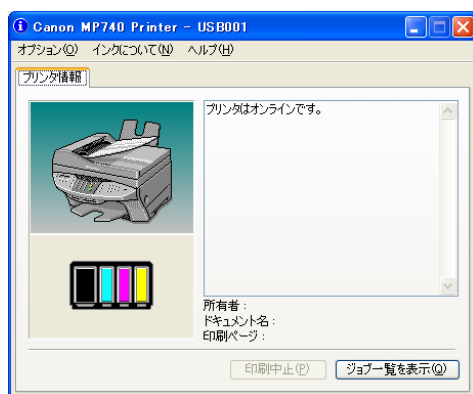 Canon MP740 Printer - USB001
オプション(O) インクについて(N) ヘルプ(H)
プリンタ情報
プリンタはオンラインです。
所有者 :
ドキュメント名 :
印刷ページ :
印刷中止(P) ジョブ一覧を表示(Q)